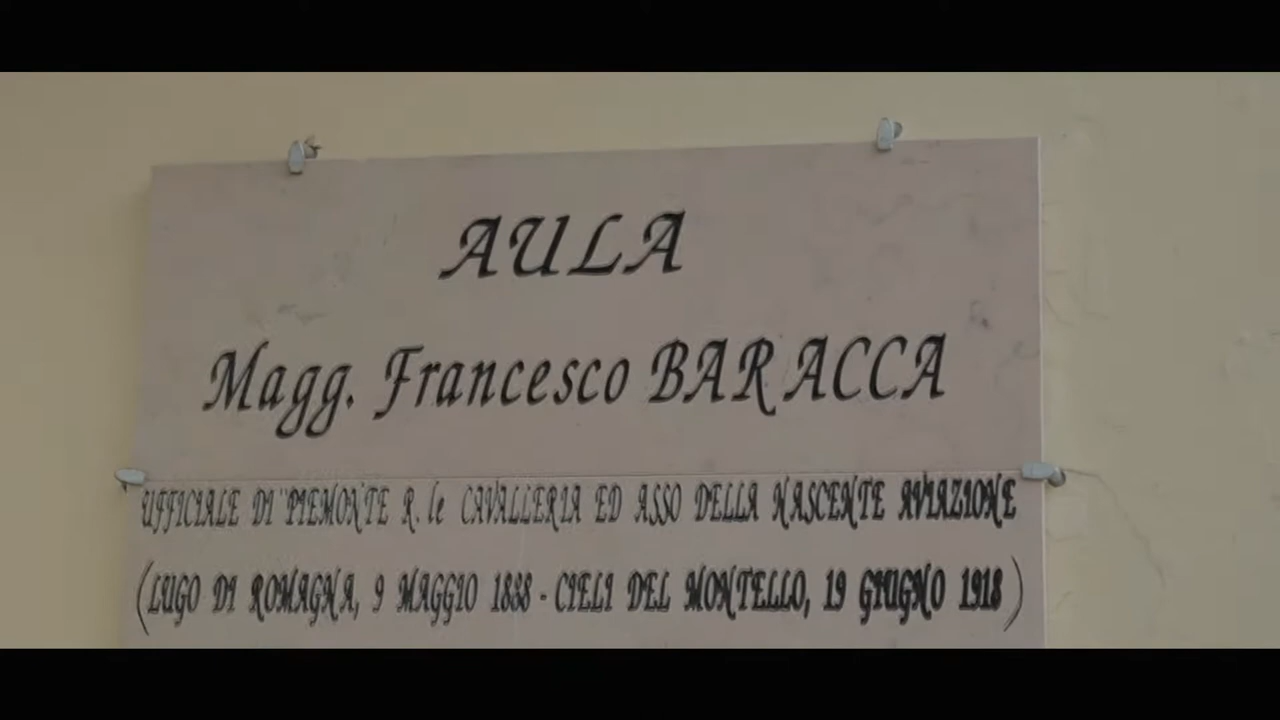 AULA
Magg. Francesco BARACCA
UFFICIALE DI "PIEMONTE R. le CAVALLERIA ED ASSO DELLA NASCENTE AVIAZIONE
(LUGO DI ROMAGNA, 9 MAGGIO 1888 - CIELI DEL MONTELLO, 19 GIUGNO 1918)